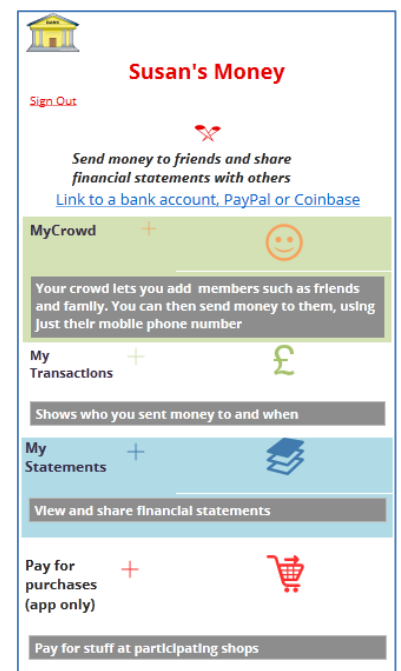 BANK
Susan's Money
Sign Out
Send money to friends and share
financial statements with others
Link to a bank account, PayPal or Coinbase
MyCrowd
Your crowd lets you add members such as friends
and family. You can then send money to them, using
just their mobile phone number
My
Transactions
£
Shows who you sent money to and when
My
Statements
View and share financial statements
Pay for
purchases
(app only)
Pay for stuff at participating shops